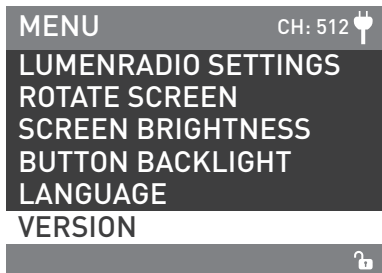 MENU CH: 512
LUMENRADIO SETTINGS
ROTATE SCREEN
SCREEN BRIGHTNESS
BUTTON BACKLIGHT
LANGUAGE
VERSION